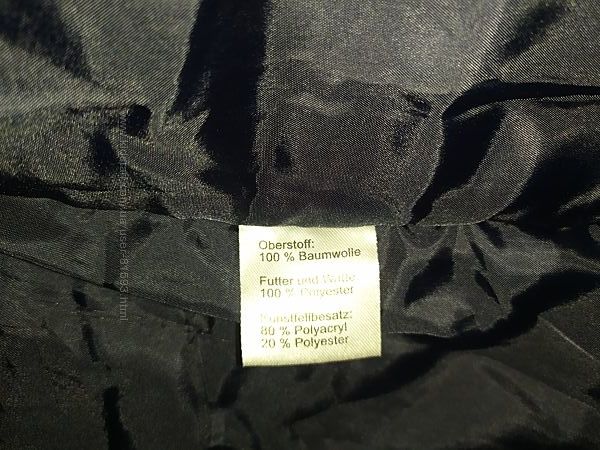 Oberstoff:
100 % Baumwolle
Futter und Watte
100 % Polyester
Kunstfellbesatz:
80 % Polyacryl
20 % Polyester